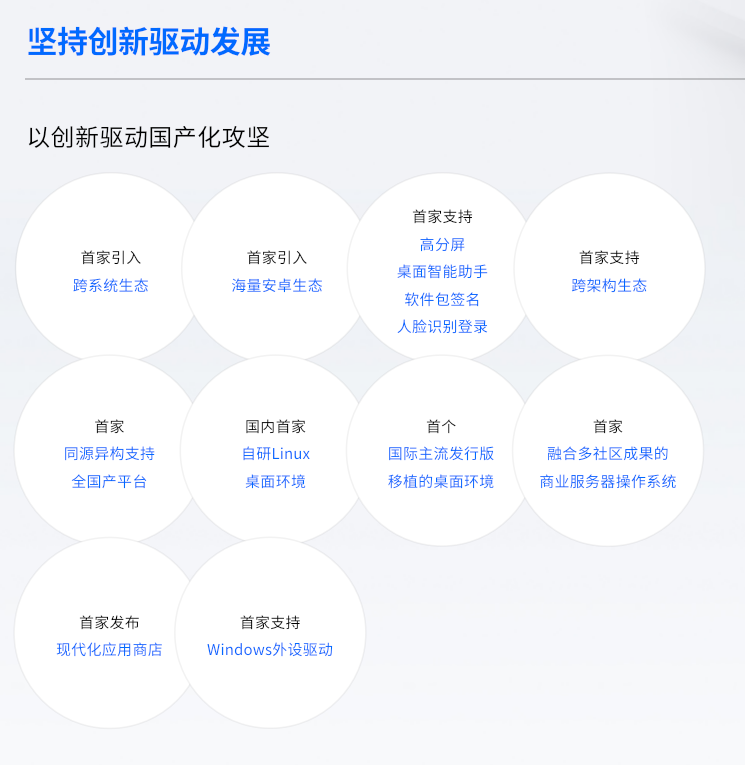 坚持创新驱动发展
以创新驱动国产化攻坚
首家引入
跨系统生态
首家引入
海量安卓生态
首家支持
高分屏
桌面智能助手
软件包签名
人脸识别登录
首家支持
跨架构生态
首家
同源异构支持
全国产平台
国内首家
自研Linux
桌面环境
首个
国际主流发行版
移植的桌面环境
首家
融合多社区成果的
商业服务器操作系统
首家发布
现代化应用商店
首家支持
Windows外设驱动